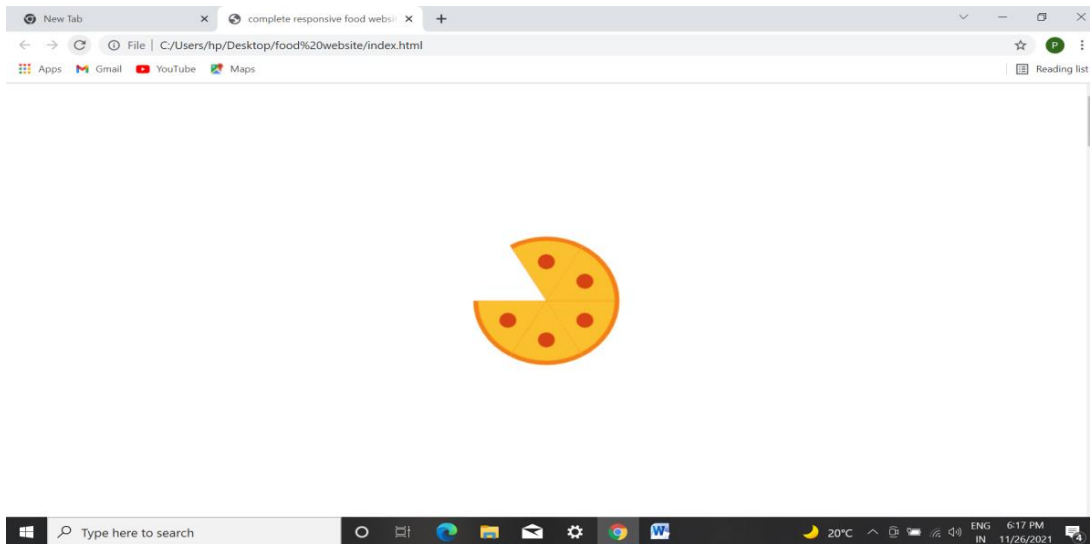 New Tab
complete responsive food websi
File | C:/Users/hp/Desktop/food%20website/index.html
P
Apps Gmail YouTube Maps
Reading list
Type here to search
W
20°C
ENG 6:17 PM
IN 11/26/2021
4